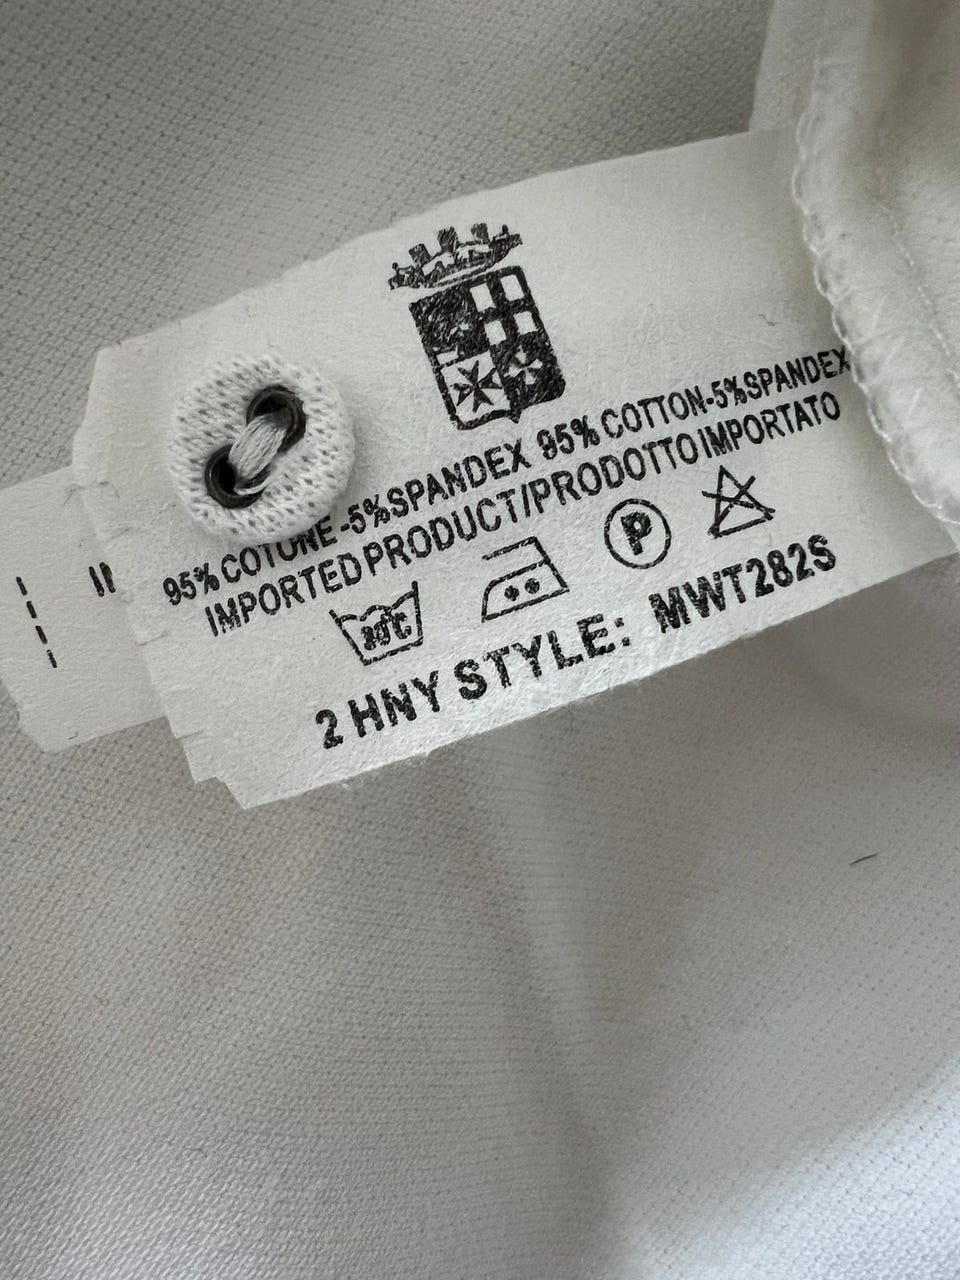 95% COTONE-5%SPANDEX 95% COTTON-5%SPANDEX
IMPORTED PRODUCT/PRODOTTO IMPORTATO
30°C P
2 HNY STYLE: MWT282S